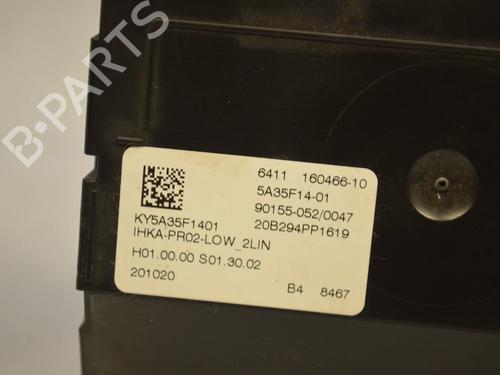 6411 160466-10
5A35F14-01
90155-052/0047
KY5A35F1401 20B294PP1619
IHKA-PR02-LOW_2LIN
H01.00.00 S01.30.02
201020 B4 8467
B-PARTS